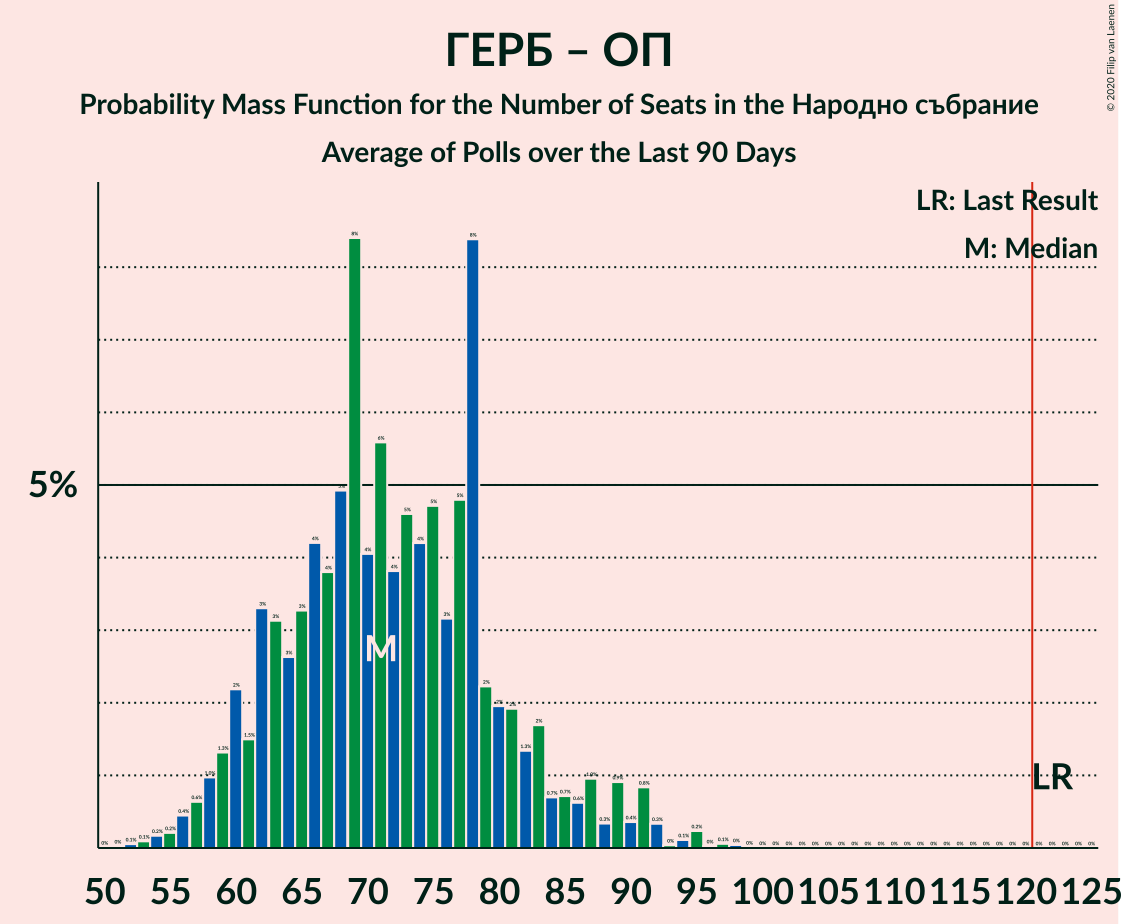 ГЕРБ – ОП
Probability Mass Function for the Number of Seats in the Народно събрание
Average of Polls over the Last 90 Days
© 2020 Filip van Laenen
LR: Last Result
M: Median
5%
M
LR
50 55 60 65 70 75 80 85 90 95 100 105 110 115 120 125